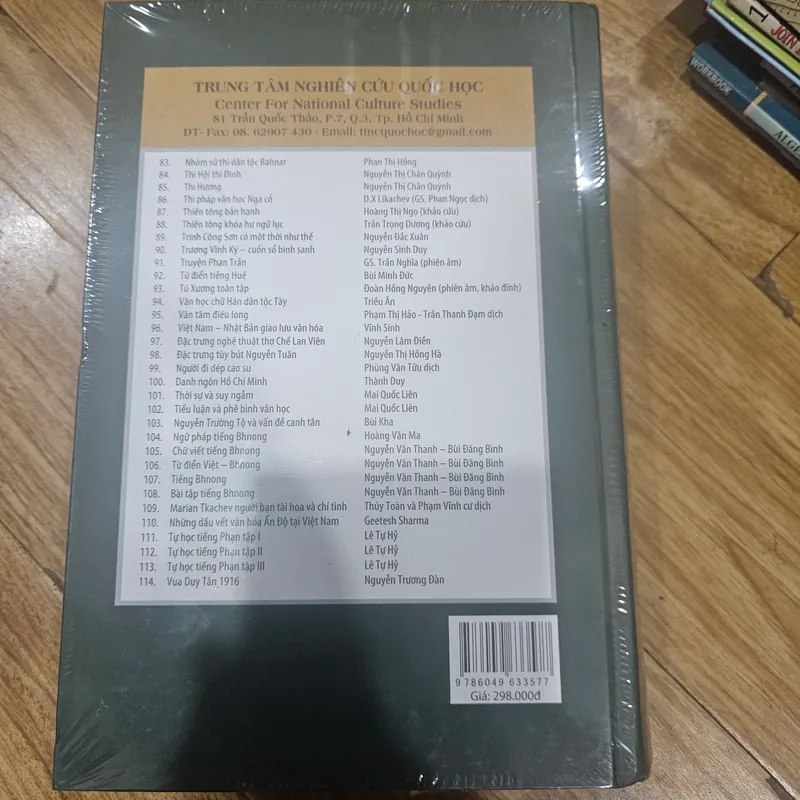 TRUNG TÂM NGHIÊN CỨU QUỐC HỌC
Center For National Culture Studies
81 Trần Quốc Thảo, P.7, Q.3, Tp. Hồ Chí Minh
ĐT- Fax: 08. 62907 430 - Email: ttncquochoc@gmail.com
83. Nhóm sử thi dân tộc Bahnar Phan Thị Hồng
84. Thi Hội thi Đình Nguyễn Thị Chân Quỳnh
85. Thi Hương Nguyễn Thị Chân Quỳnh
86. Thi pháp văn học Nga cổ D.X Likachev (GS. Phan Ngọc dịch)
87. Thiền tông bản hạnh Hoàng Thị Ngọ (khảo cứu)
88. Thiền tông khóa hư ngữ lục Trần Trọng Dương (khảo cứu)
89. Trịnh Công Sơn có một thời như thế Nguyễn Đắc Xuân
90. Trương Vĩnh Ký – cuốn sổ bình sanh Nguyễn Sinh Duy
91. Truyện Phan Trần GS. Trần Nghĩa (phiên âm)
92. Từ điển tiếng Huế Bùi Minh Đức
93. Tú Xương toàn tập Đoàn Hồng Nguyên (phiên âm, khảo đính)
94. Văn học chữ Hán dân tộc Tày Triều Ân
95. Văn tâm điêu long Phạm Thị Hảo - Trần Thanh Đạm dịch
96. Việt Nam – Nhật Bản giao lưu văn hóa Vĩnh Sính
97. Đặc trưng nghệ thuật thơ Chế Lan Viên Nguyễn Lâm Điền
98. Đặc trưng tùy bút Nguyễn Tuân Nguyễn Thị Hồng Hà
99. Người đi dép cao su Phùng Văn Tửu dịch
100. Danh ngôn Hồ Chí Minh Thành Duy
101. Thời sự và suy ngẫm Mai Quốc Liên
102. Tiểu luận và phê bình văn học Mai Quốc Liên
103. Nguyễn Trường Tộ và vấn đề canh tân Bùi Kha
104. Ngữ pháp tiếng Bhnong Hoàng Văn Ma
105. Chữ viết tiếng Bhnong Nguyễn Văn Thanh – Bùi Đăng Bình
106. Từ điển Việt – Bhnong Nguyễn Văn Thanh – Bùi Đăng Bình
107. Tiếng Bhnong Nguyễn Văn Thanh – Bùi Đăng Bình
108. Bài tập tiếng Bhnong Nguyễn Văn Thanh – Bùi Đăng Bình
109. Marian Tkachev người bạn tài hoa và chí tình Thúy Toàn và Phạm Vĩnh cư dịch
110. Những dấu vết văn hóa Ấn Độ tại Việt Nam Geetesh Sharma
111. Tự học tiếng Phạn tập I Lê Tự Hỷ
112. Tự học tiếng Phạn tập II Lê Tự Hỷ
113. Tự học tiếng Phạn tập III Lê Tự Hỷ
114. Vua Duy Tân 1916 Nguyễn Trương Đàn
9 786049 633577
Giá: 298.000đ
WORKBOOK
JOIN
1